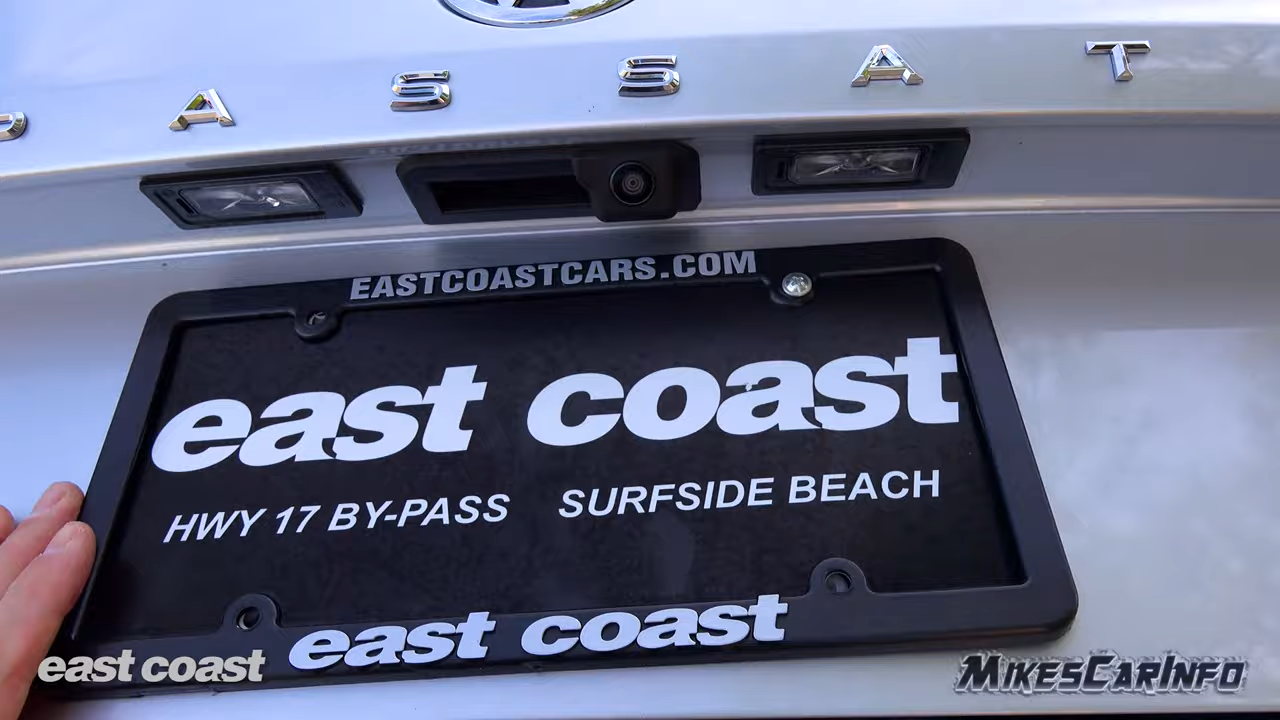 PASSAT
EASTCOASTCARS.COM
east coast
HWY 17 BY-PASS SURFSIDE BEACH
east coast
east coast
MIKESCARINFO